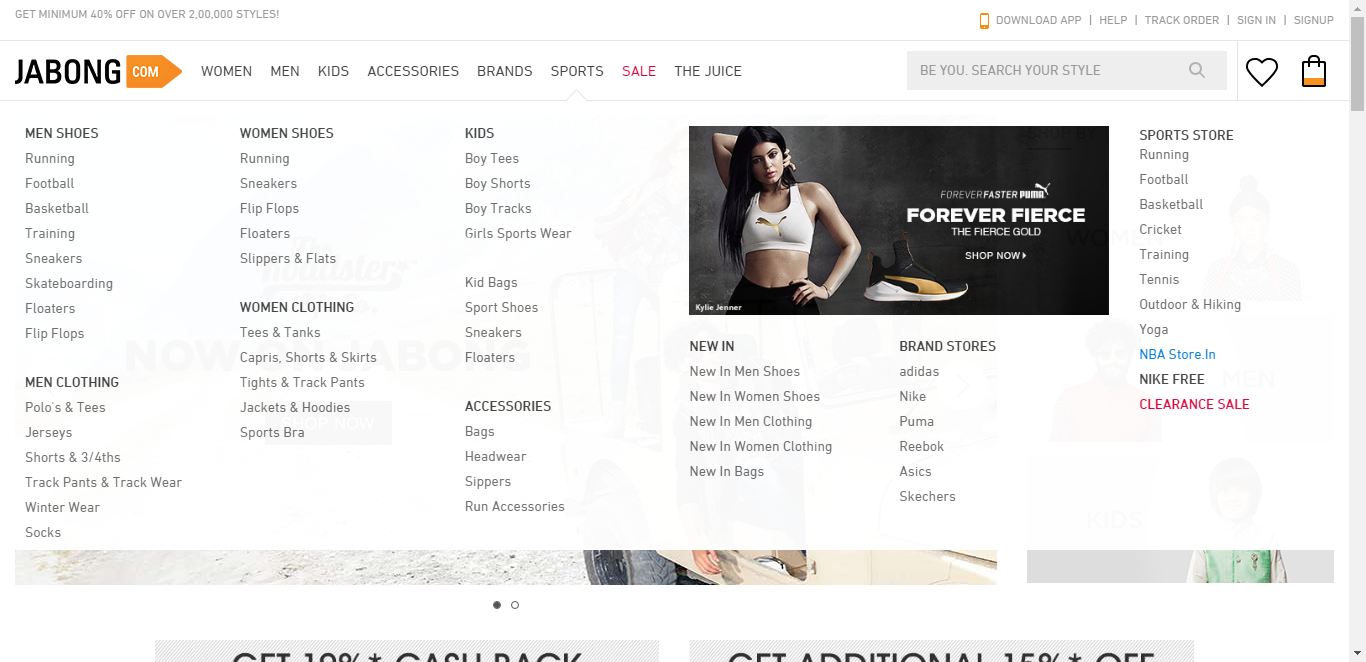 GET MINIMUM 40% OFF ON OVER 2,00,000 STYLES!
DOWNLOAD APP | HELP | TRACK ORDER | SIGN IN | SIGNUP
JABONG COM
WOMEN MEN KIDS ACCESSORIES BRANDS SPORTS SALE THE JUICE
BE YOU. SEARCH YOUR STYLE
MEN SHOES
Running
Football
Basketball
Training
Sneakers
Skateboarding
Floaters
Flip Flops
MEN CLOTHING
Polo's & Tees
Jerseys
Shorts & 3/4ths
Track Pants & Track Wear
Winter Wear
Socks
WOMEN SHOES
Running
Sneakers
Flip Flops
Floaters
Slippers & Flats
WOMEN CLOTHING
Tees & Tanks
Capris, Shorts & Skirts
Tights & Track Pants
Jackets & Hoodies
Sports Bra
KIDS
Boy Tees
Boy Shorts
Boy Tracks
Girls Sports Wear
Kid Bags
Sport Shoes
Sneakers
Floaters
ACCESSORIES
Bags
Headwear
Sippers
Run Accessories
FOREVER FASTER PUMA
FOREVER FIERCE
THE FIERCE GOLD
SHOP NOW
Kylie Jenner
NEW IN
New In Men Shoes
New In Women Shoes
New In Men Clothing
New In Women Clothing
New In Bags
BRAND STORES
adidas
Nike
Puma
Reebok
Asics
Skechers
SPORTS STORE
Running
Football
Basketball
Cricket
Training
Tennis
Outdoor & Hiking
Yoga
NBA Store.In
NIKE FREE
CLEARANCE SALE
NOW ON JABONG
SHOP NOW
WOMEN
MEN
KIDS